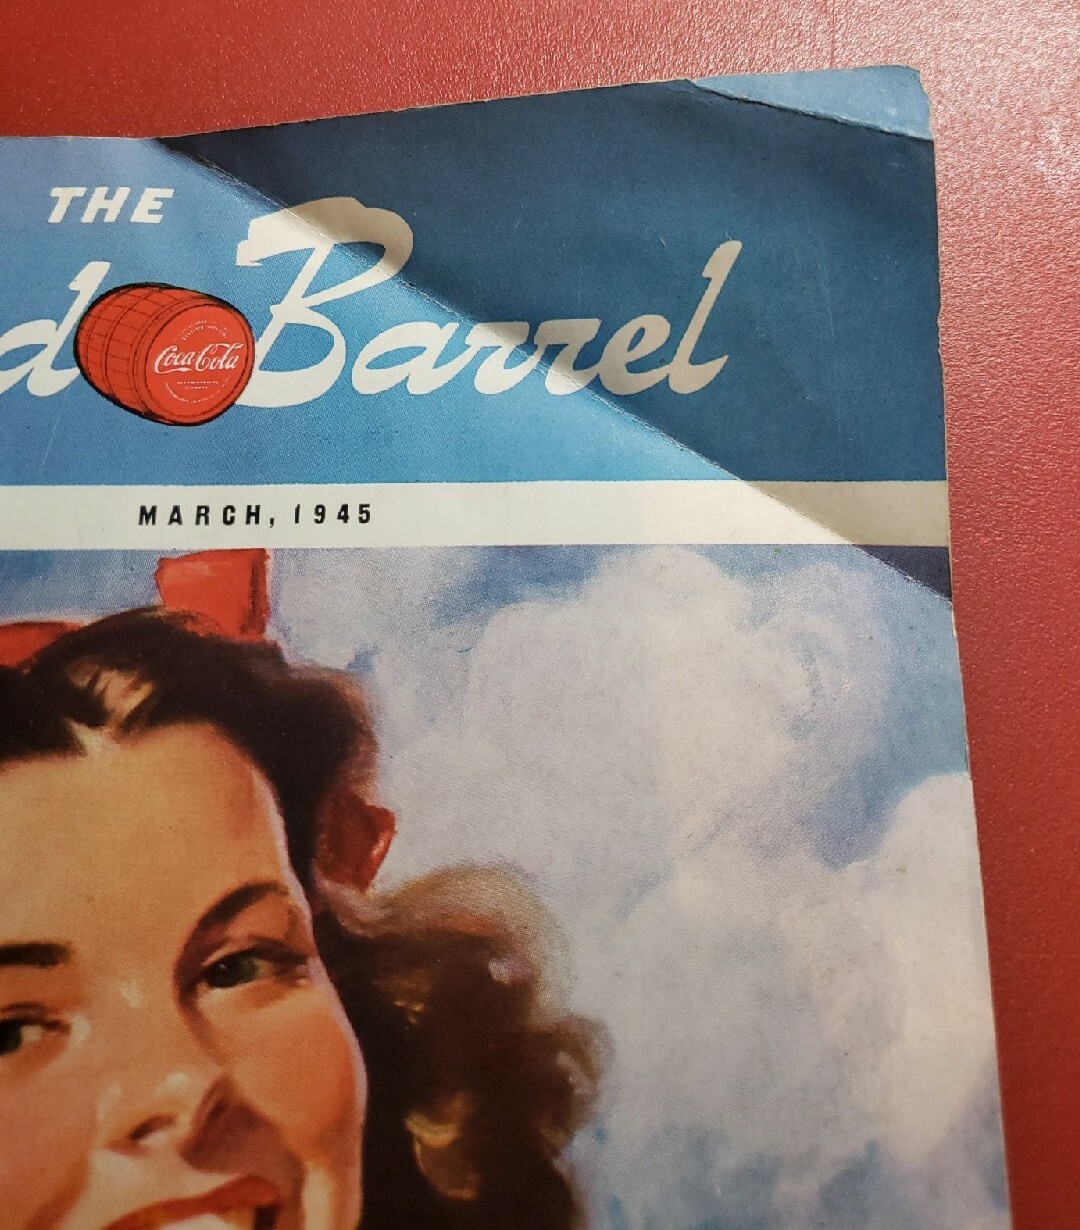 THE
d Barrel
Coca-Cola
MARCH, 1945